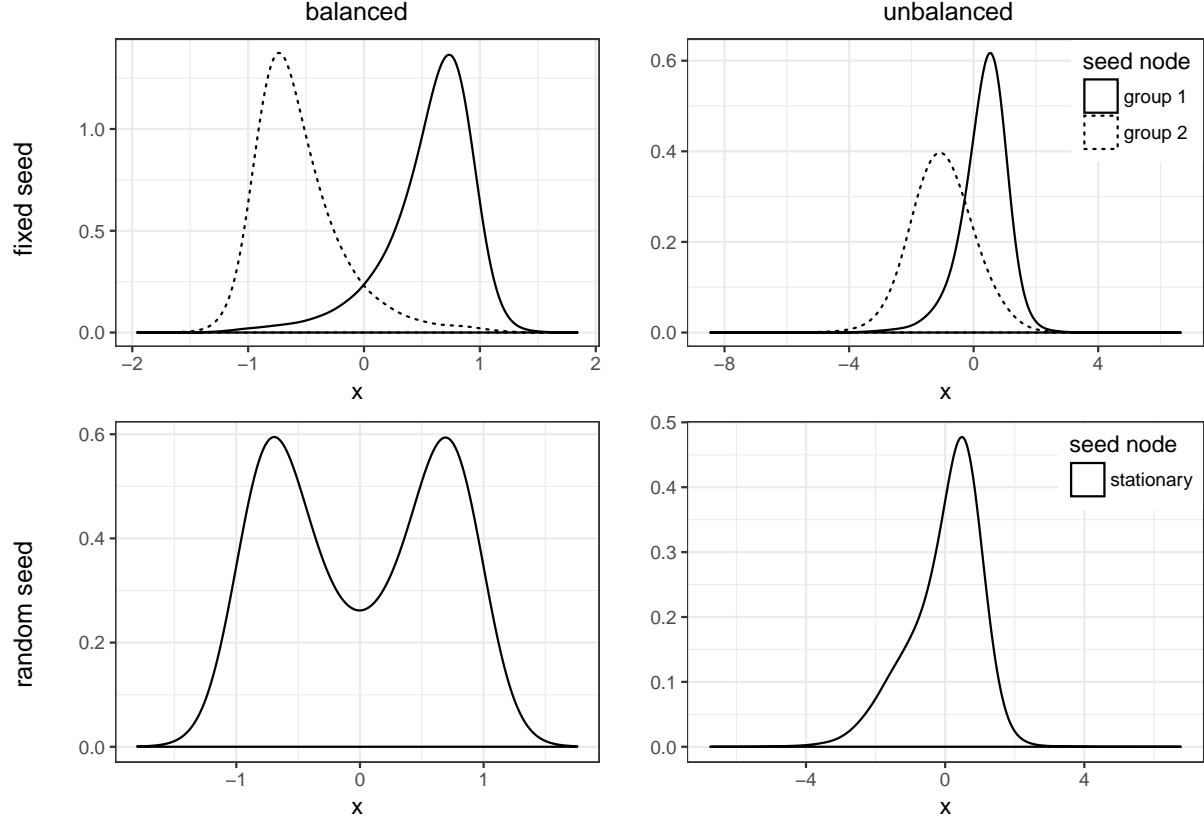 balanced
unbalanced
fixed seed
1.0
0.5
0.0
−2 −1 0 1 2
x
0.6
0.4
0.2
0.0
−8 −4 0 4
x
seed node
group 1
group 2
random seed
0.6
0.4
0.2
0.0
−1 0 1
x
0.5
0.4
0.3
0.2
0.1
0.0
−4 0 4
x
seed node
stationary